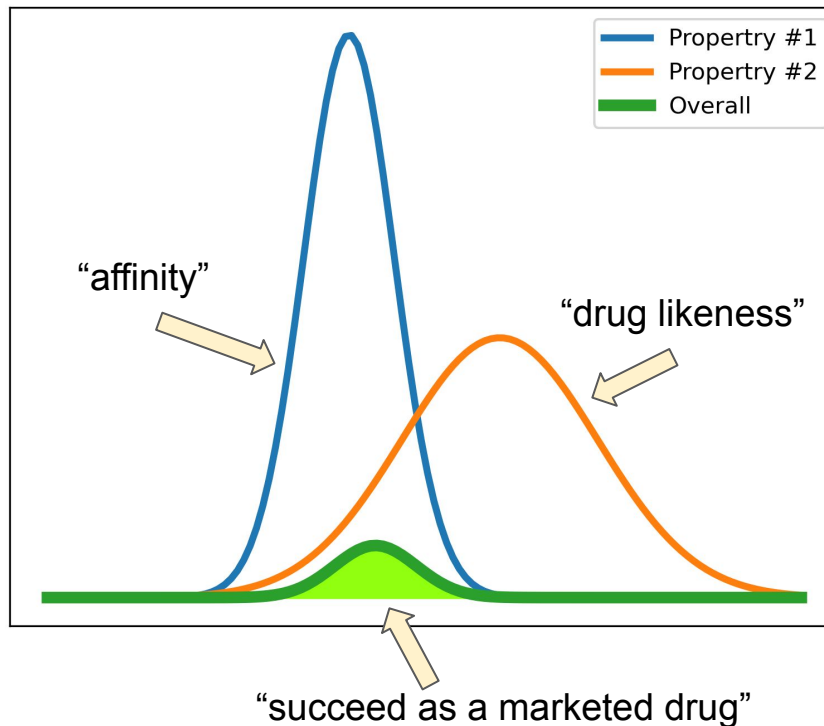 Propertry #1
Propertry #2
Overall
“affinity”
“drug likeness”
“succeed as a marketed drug”